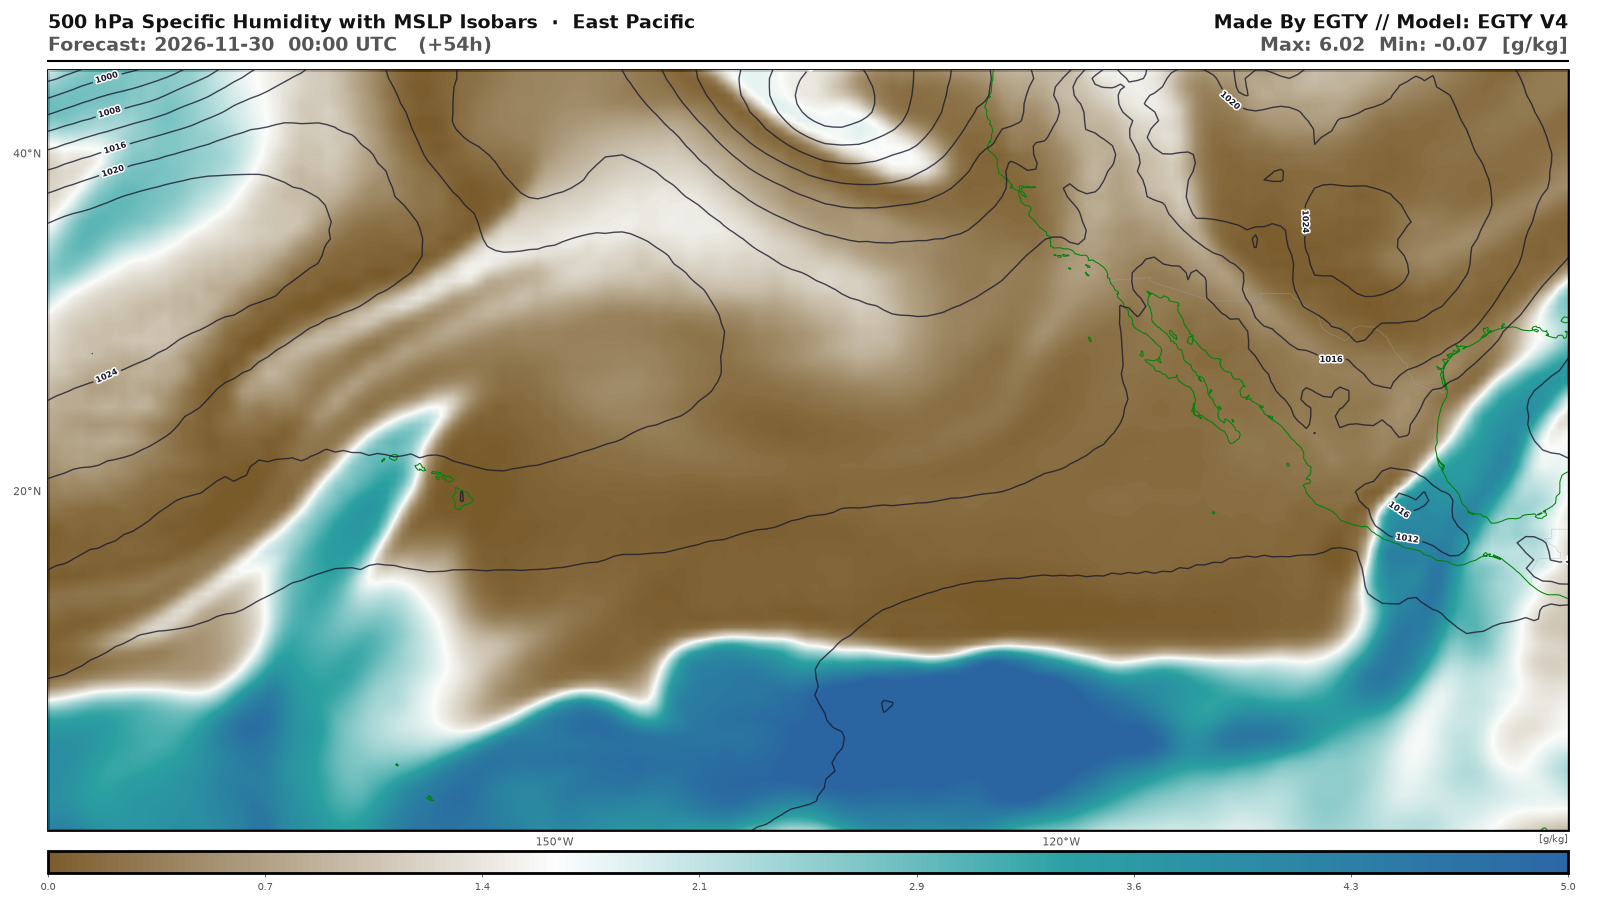 500 hPa Specific Humidity with MSLP Isobars · East Pacific
Made By EGTY // Model: EGTY V4
Forecast: 2026-11-30 00:00 UTC (+54h)
Max: 6.02 Min: -0.07 [g/kg]
1000
1008
1016
1020
1020
40°N
1024
1016
1024
20°N
1016
1012
150°W
120°W
[g/kg]
0.0 0.7 1.4 2.1 2.9 3.6 4.3 5.0